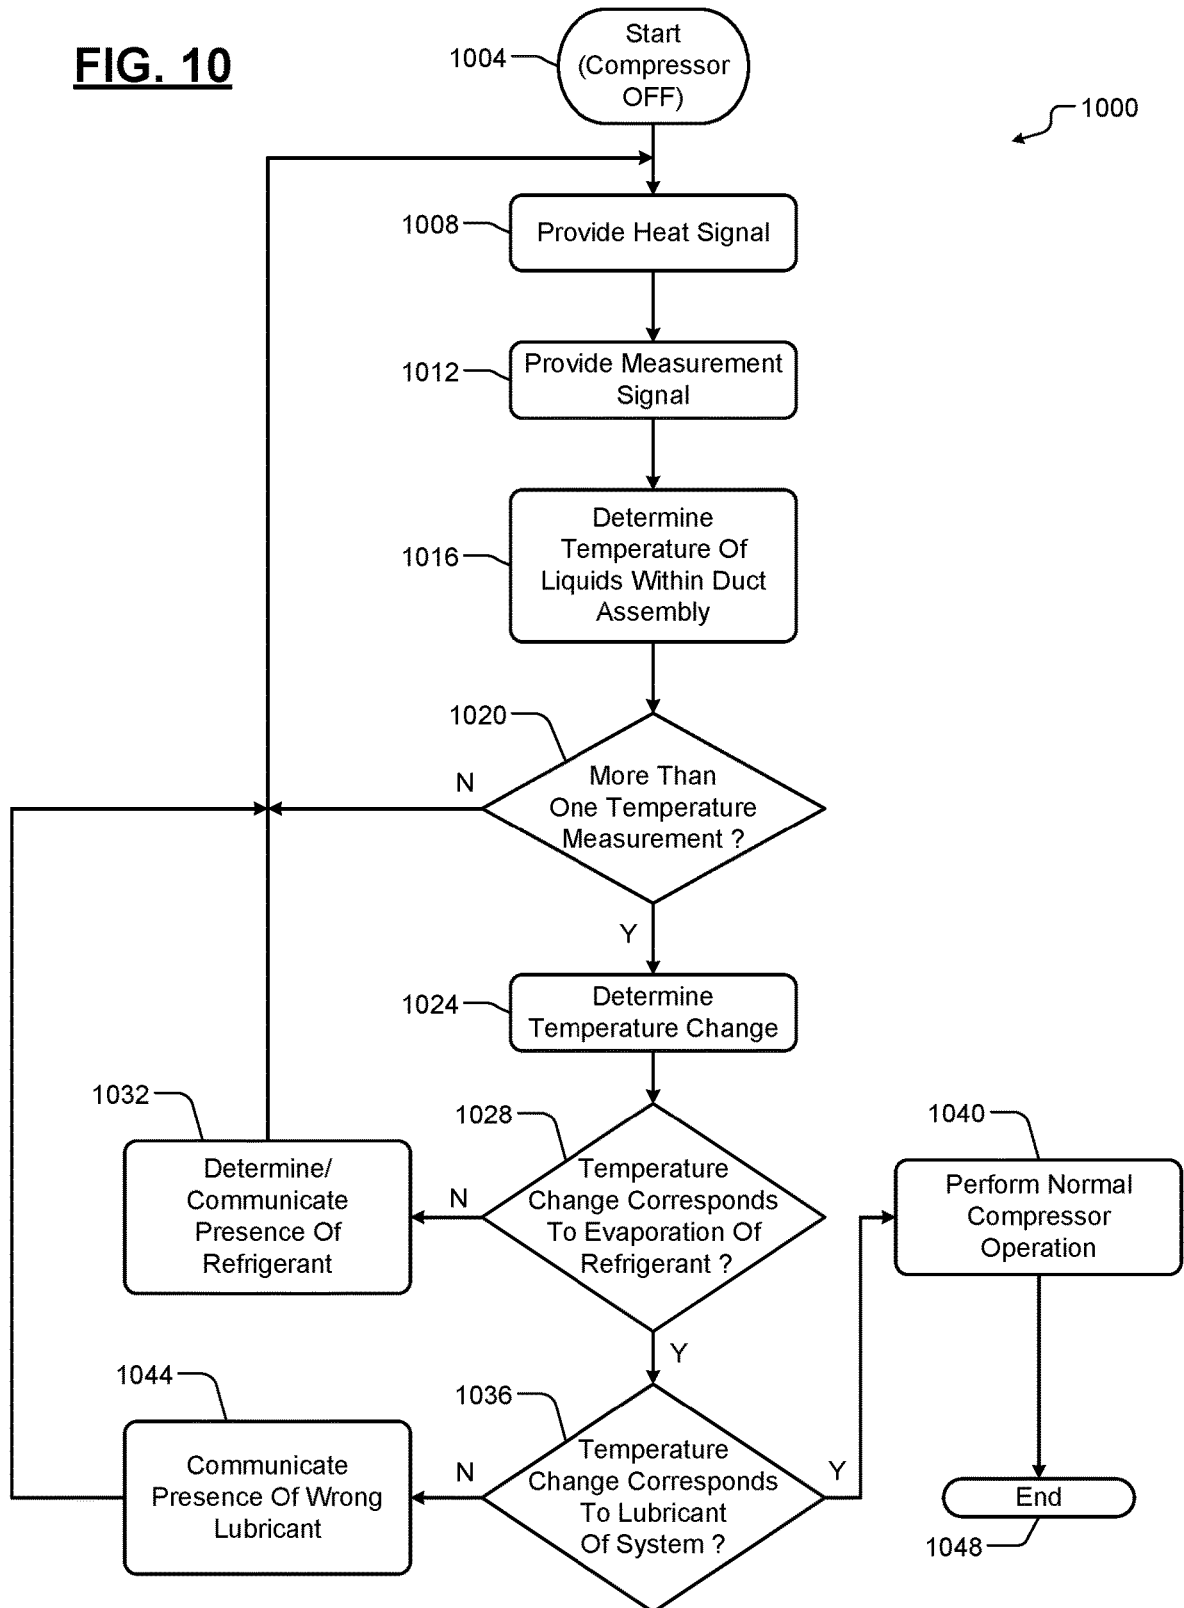 FIG. 10
1000
1004
Start
(Compressor
OFF)
1008
Provide Heat Signal
1012
Provide Measurement
Signal
1016
Determine
Temperature Of
Liquids Within Duct
Assembly
1020
More Than
One Temperature
Measurement ?
N
Y
1024
Determine
Temperature Change
1028
Temperature
Change Corresponds
To Evaporation Of
Refrigerant ?
N
Y
1032
Determine/
Communicate
Presence Of
Refrigerant
1036
Temperature
Change Corresponds
To Lubricant
Of System ?
N
Y
1040
Perform Normal
Compressor
Operation
1044
Communicate
Presence Of Wrong
Lubricant
End
1048